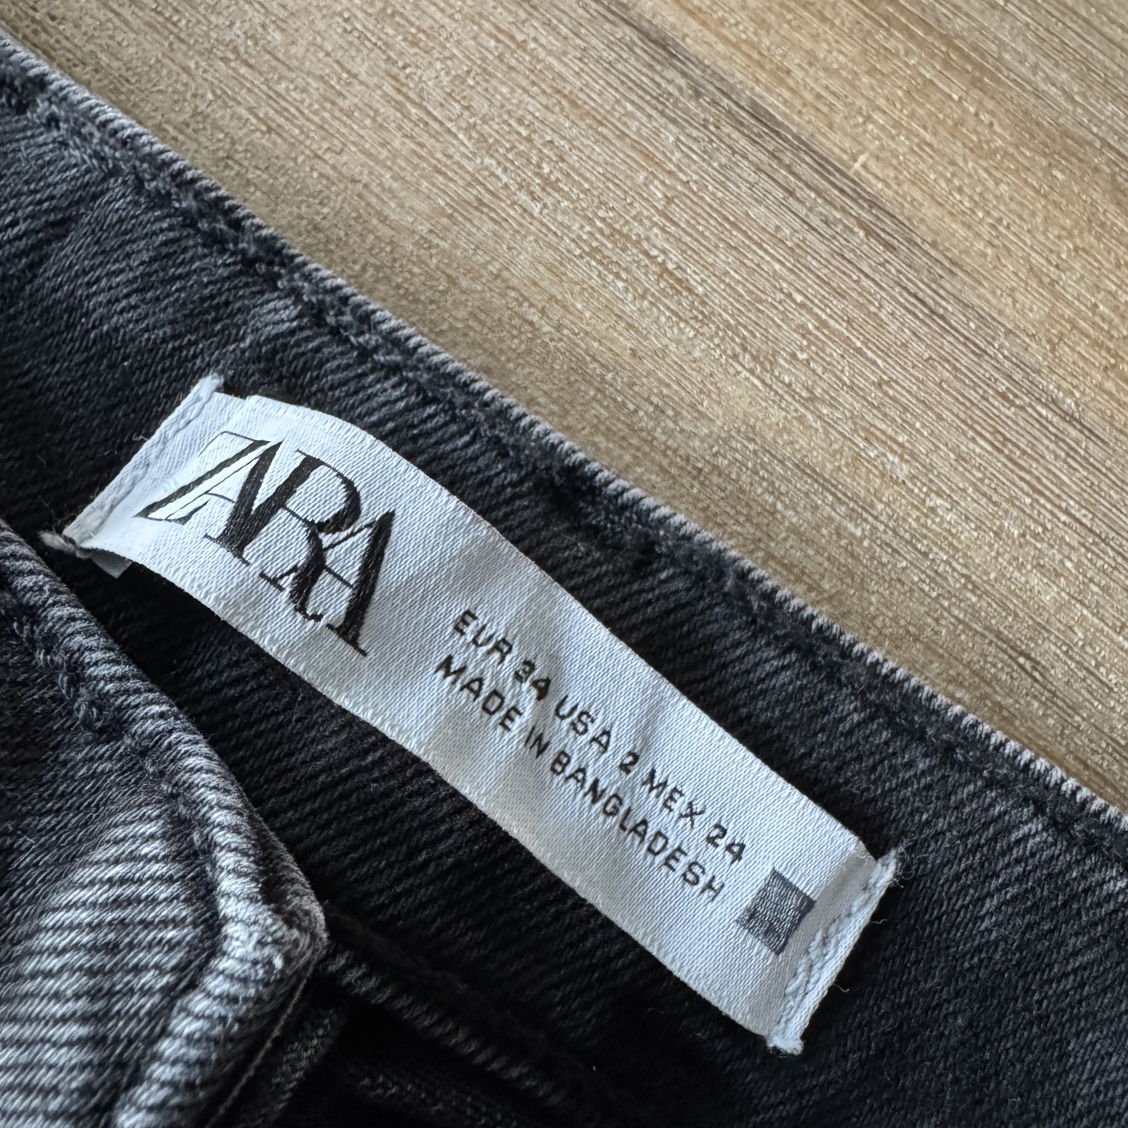 ZARA
EUR 34 USA 2 MEX 24
MADE IN BANGLADESH